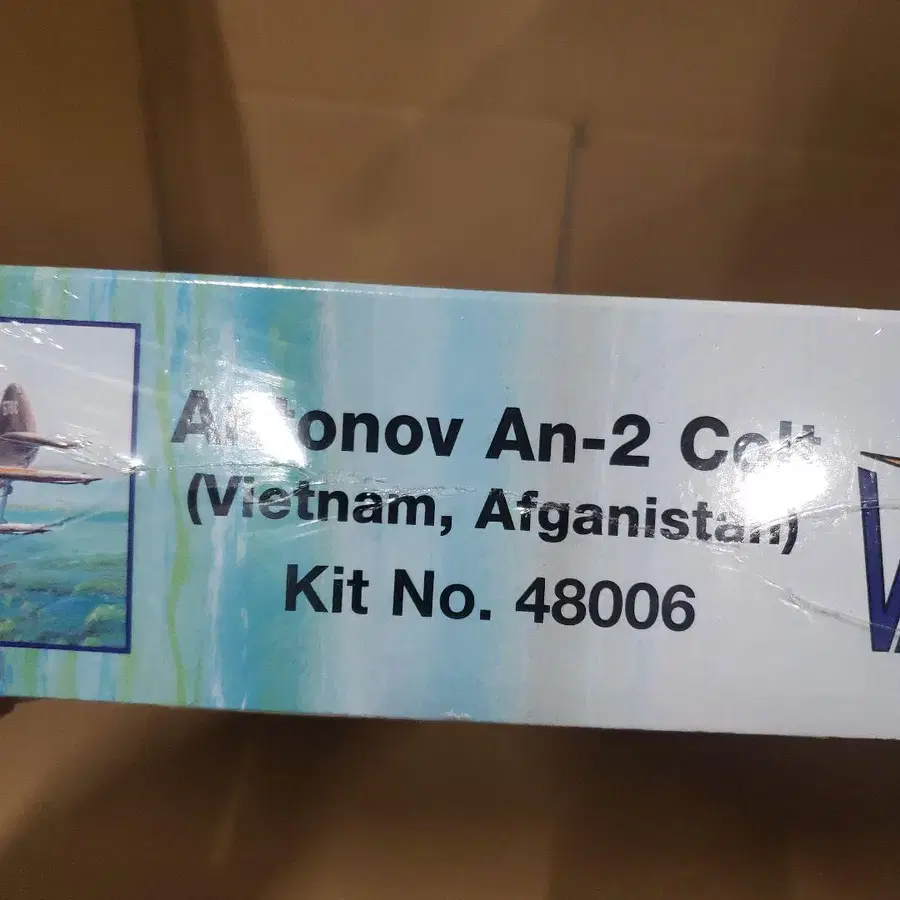 Antonov An-2 Colt
(Vietnam, Afganistan)
Kit No. 48006